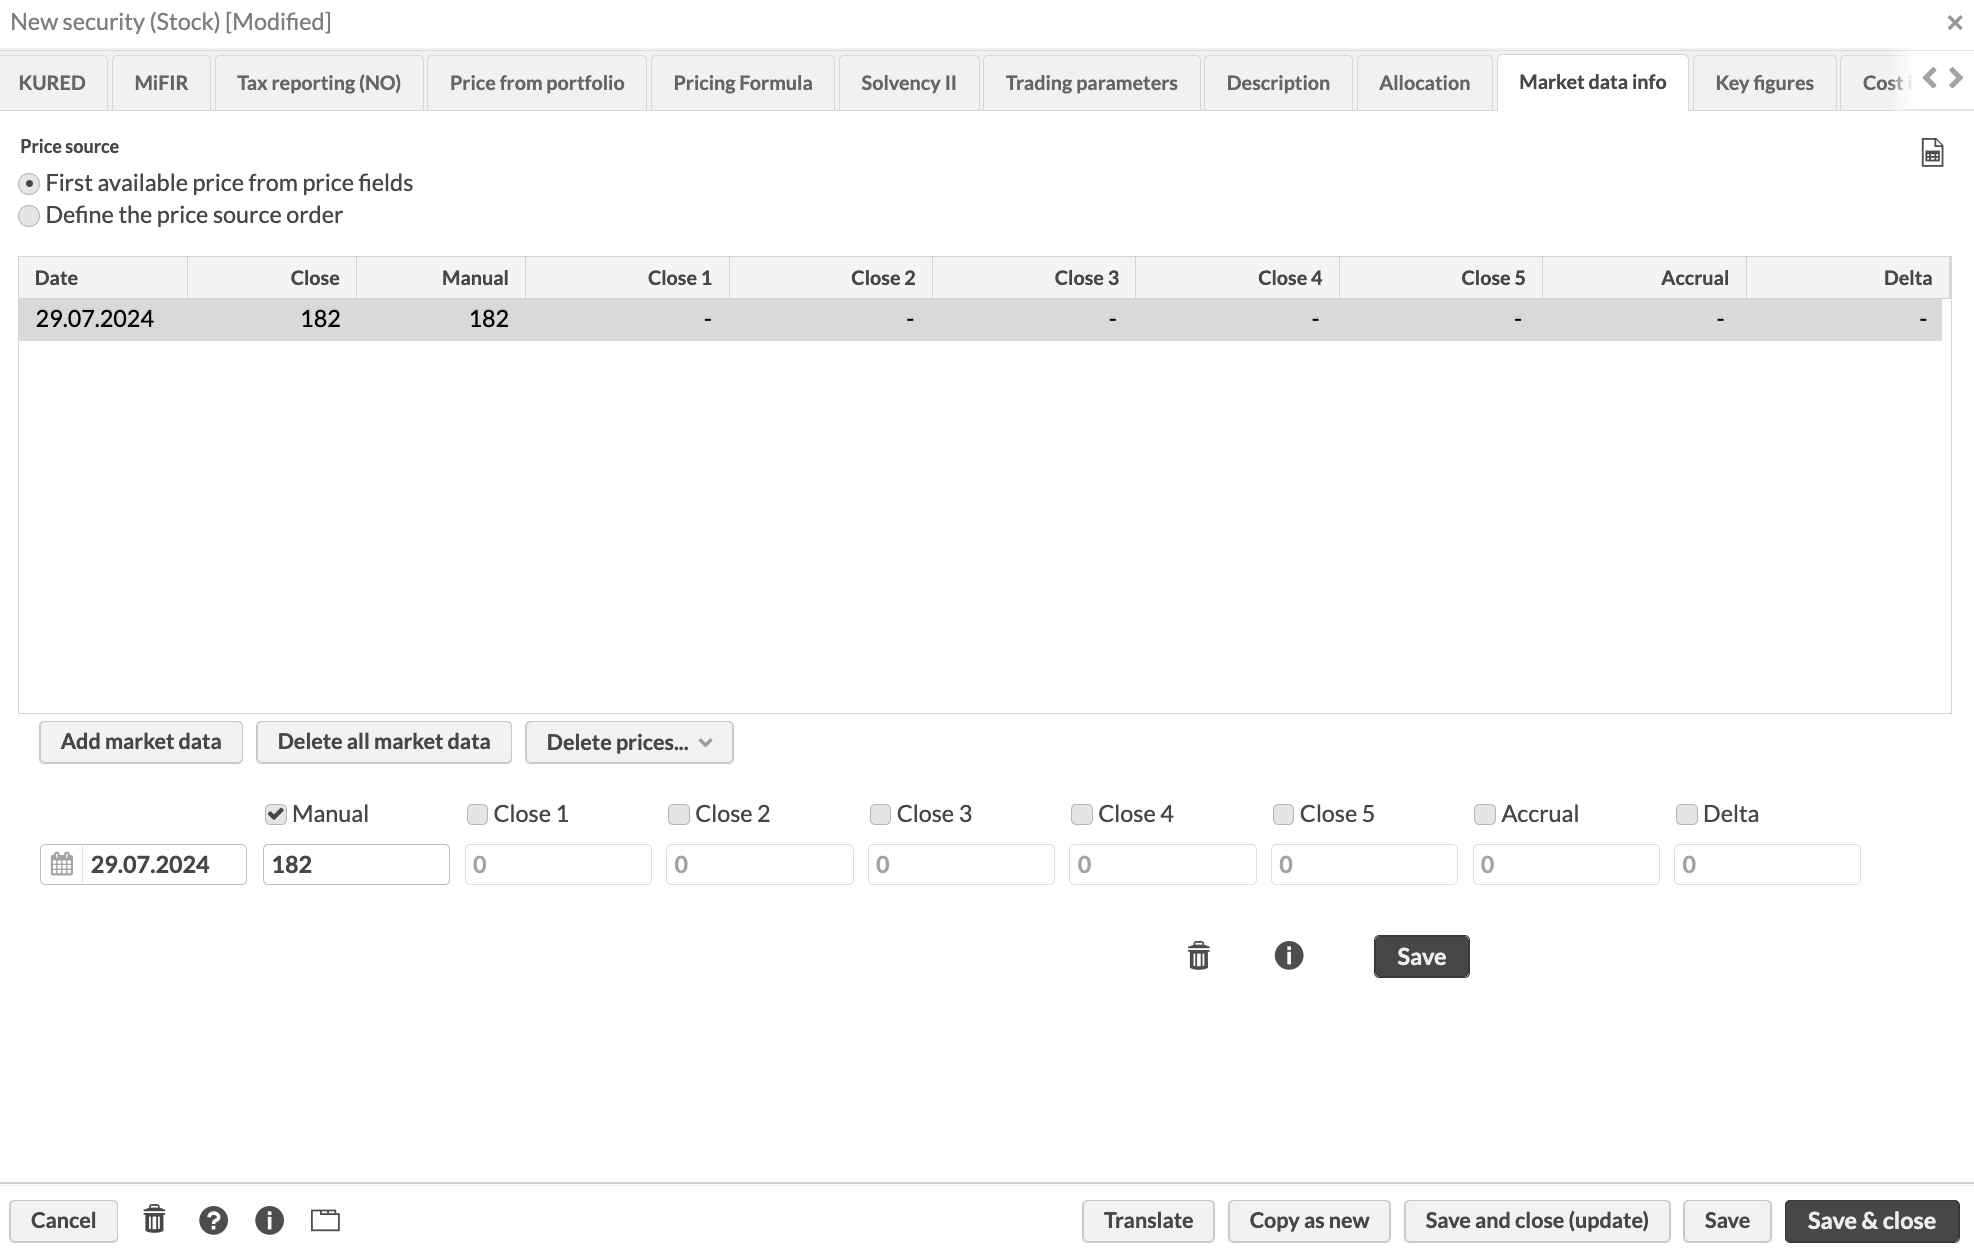 New security (Stock) [Modified]
KURED MiFIR Tax reporting (NO) Price from portfolio Pricing Formula Solvency II Trading parameters Description Allocation Market data info Key figures Cost
Price source
First available price from price fields
Define the price source order
Date Close Manual Close 1 Close 2 Close 3 Close 4 Close 5 Accrual Delta
29.07.2024 182 182 - - - - - - -
Add market data Delete all market data Delete prices...
Manual Close 1 Close 2 Close 3 Close 4 Close 5 Accrual Delta
29.07.2024 182 0 0 0 0 0 0 0
Save
Cancel Translate Copy as new Save and close (update) Save Save & close